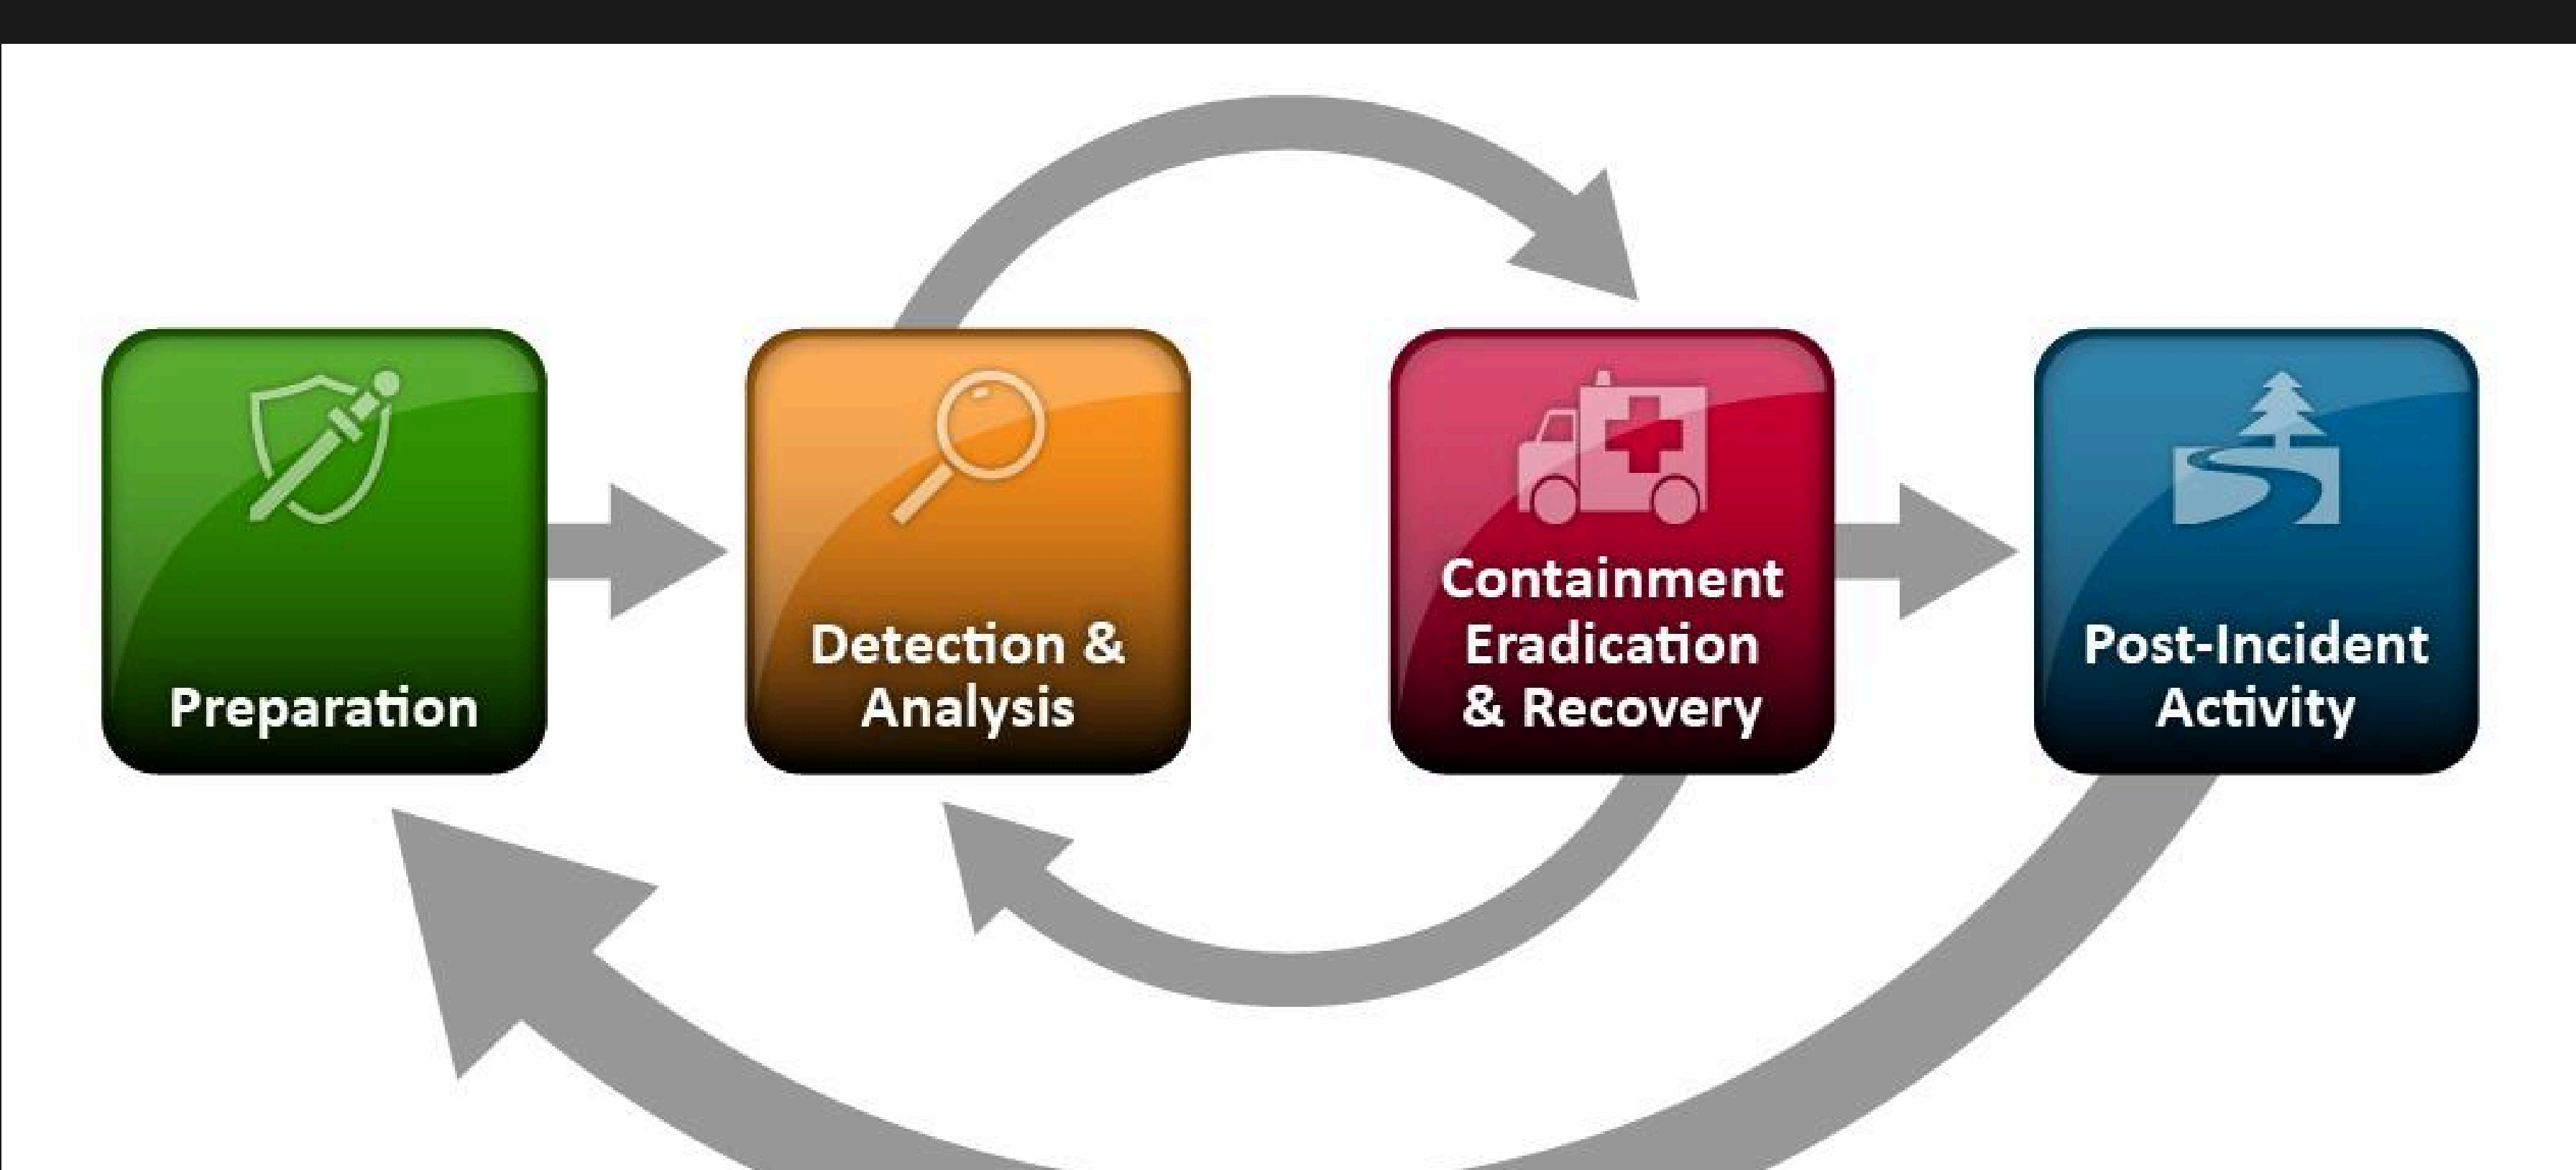 Preparation
Detection &
Analysis
Containment
Eradication
& Recovery
Post-Incident
Activity